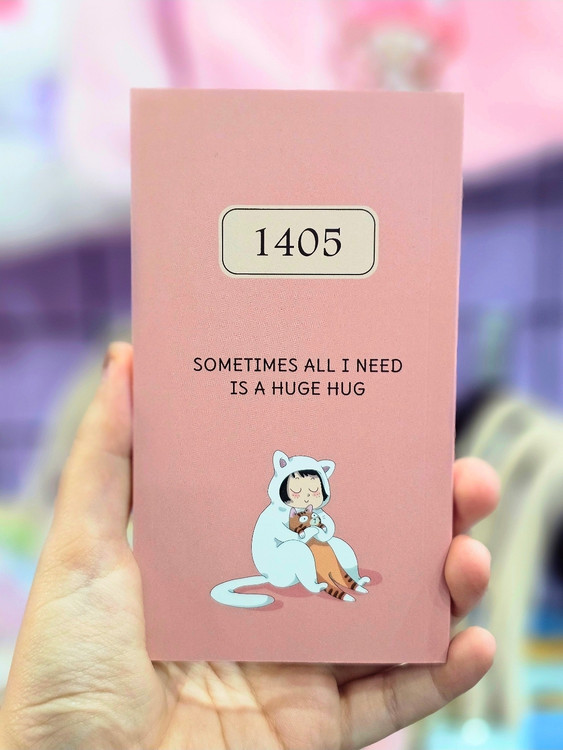 1405
SOMETIMES ALL I NEED
IS A HUGE HUG